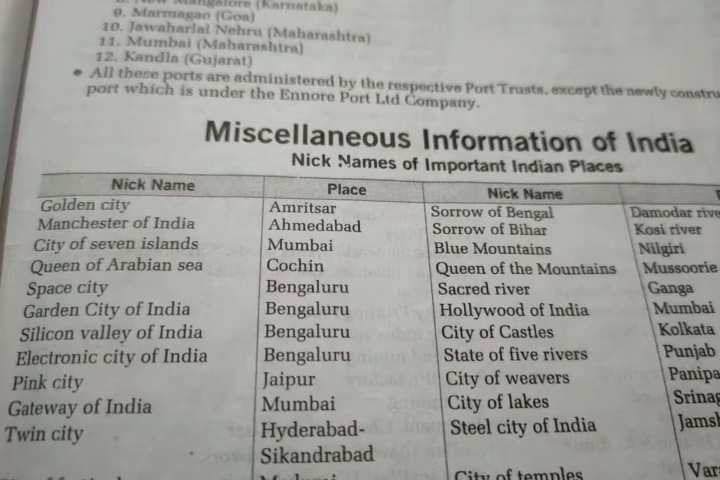 New Mangalore (Karnataka)
9. Marmagao (Goa)
10. Jawaharlal Nehru (Maharashtra)
11. Mumbai (Maharashtra)
12. Kandla (Gujarat)
• All these ports are administered by the respective Port Trusts, except the newly constru
port which is under the Ennore Port Ltd Company.
Miscellaneous Information of India
Nick Names of Important Indian Places
Nick Name Place Nick Name
Golden city Amritsar Sorrow of Bengal Damodar rive
Manchester of India Ahmedabad Sorrow of Bihar Kosi river
City of seven islands Mumbai Blue Mountains Nilgiri
Queen of Arabian sea Cochin Queen of the Mountains Mussoorie
Space city Bengaluru Sacred river Ganga
Garden City of India Bengaluru Hollywood of India Mumbai
Silicon valley of India Bengaluru City of Castles Kolkata
Electronic city of India Bengaluru State of five rivers Punjab
Pink city Jaipur City of weavers Panipa
Gateway of India Mumbai City of lakes Srinag
Twin city Hyderabad- Steel city of India Jamsh
Sikandrabad
City of temples Var